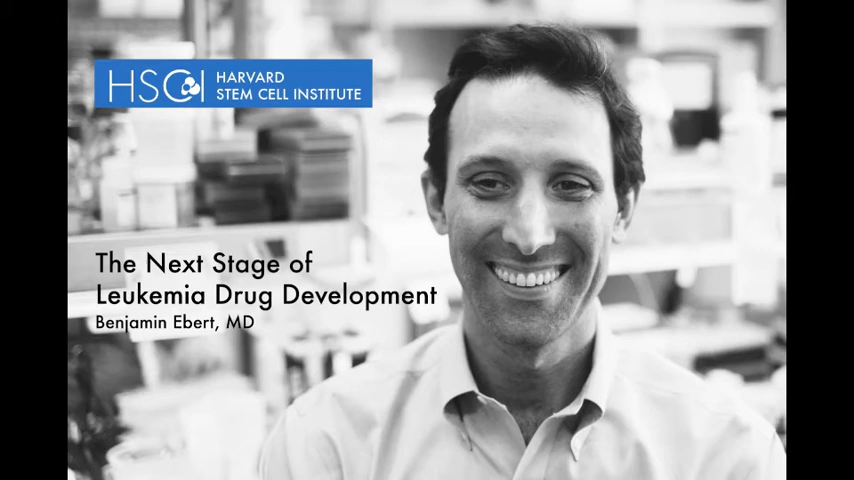 HSCI
HARVARD
STEM CELL INSTITUTE
The Next Stage of
Leukemia Drug Development
Benjamin Ebert, MD